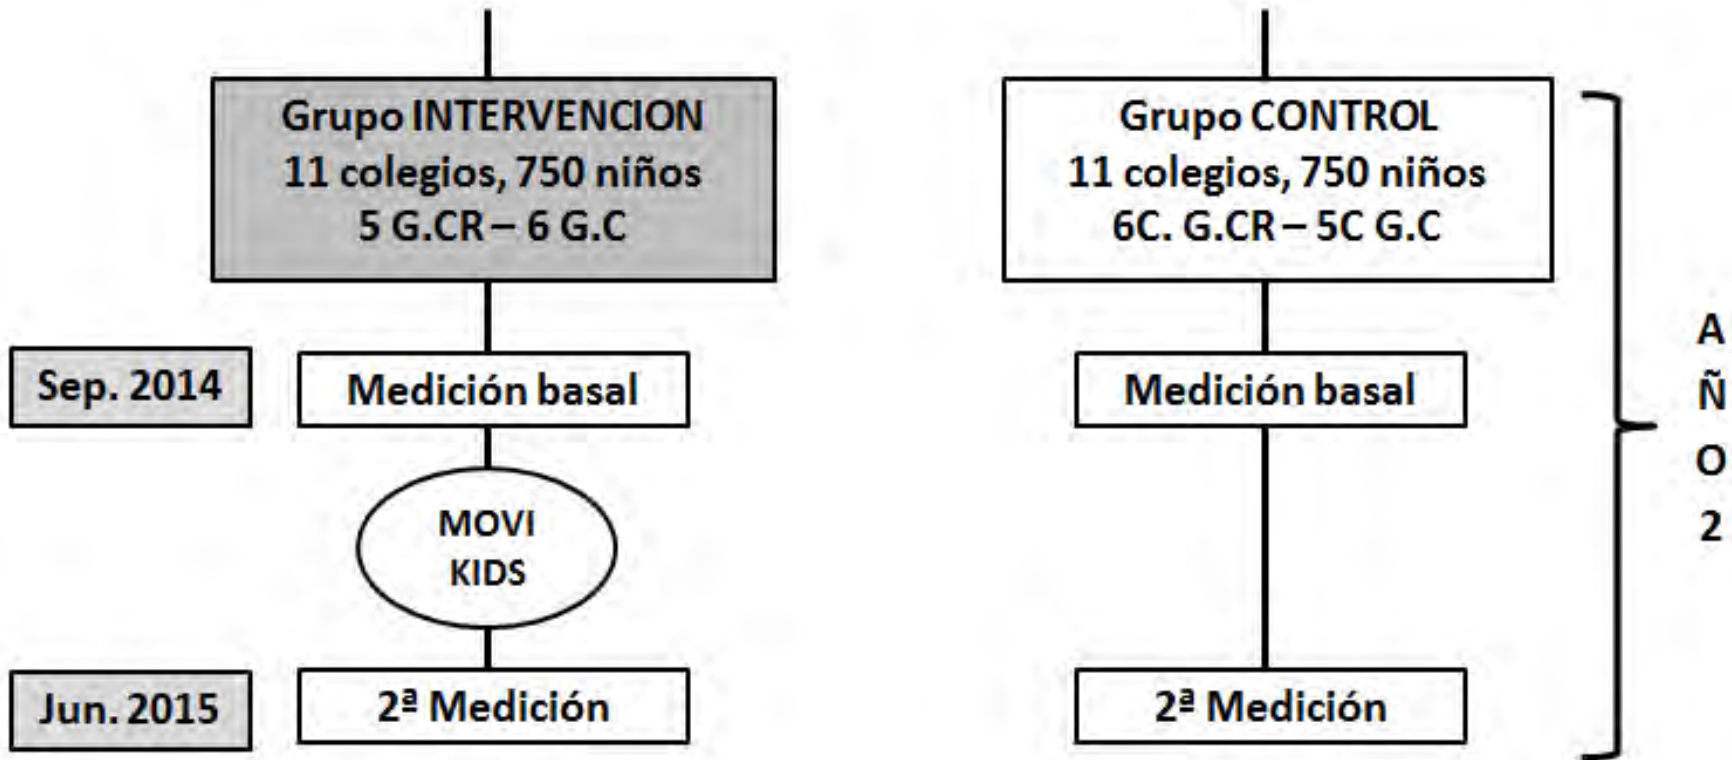 Grupo INTERVENCION
11 colegios, 750 niños
5 G.CR – 6 G.C
Grupo CONTROL
11 colegios, 750 niños
6C. G.CR – 5C G.C
Sep. 2014
Medición basal
Medición basal
MOVI
KIDS
Jun. 2015
2ª Medición
2ª Medición
A
Ñ
O
2